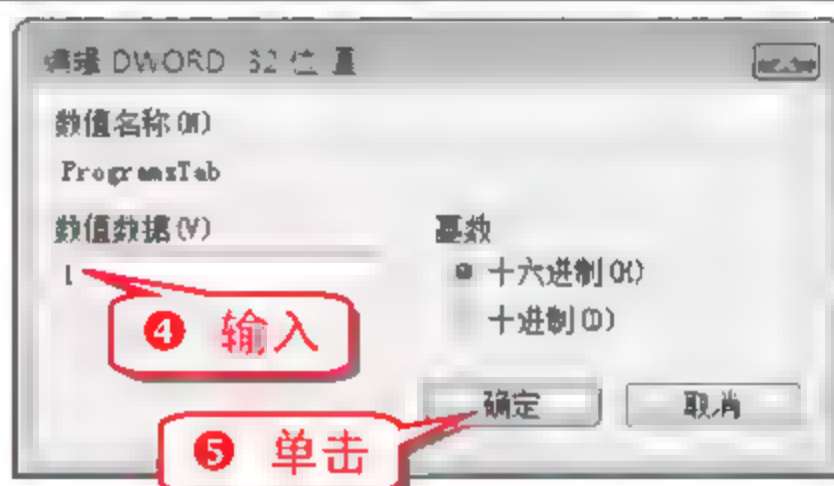 编辑 DWORD 32 位 值
数值名称(N)
ProgramsTab
数值数据(V)
1
基数
十六进制(H)
十进制(D)
4 输入
确定
取消
5 单击